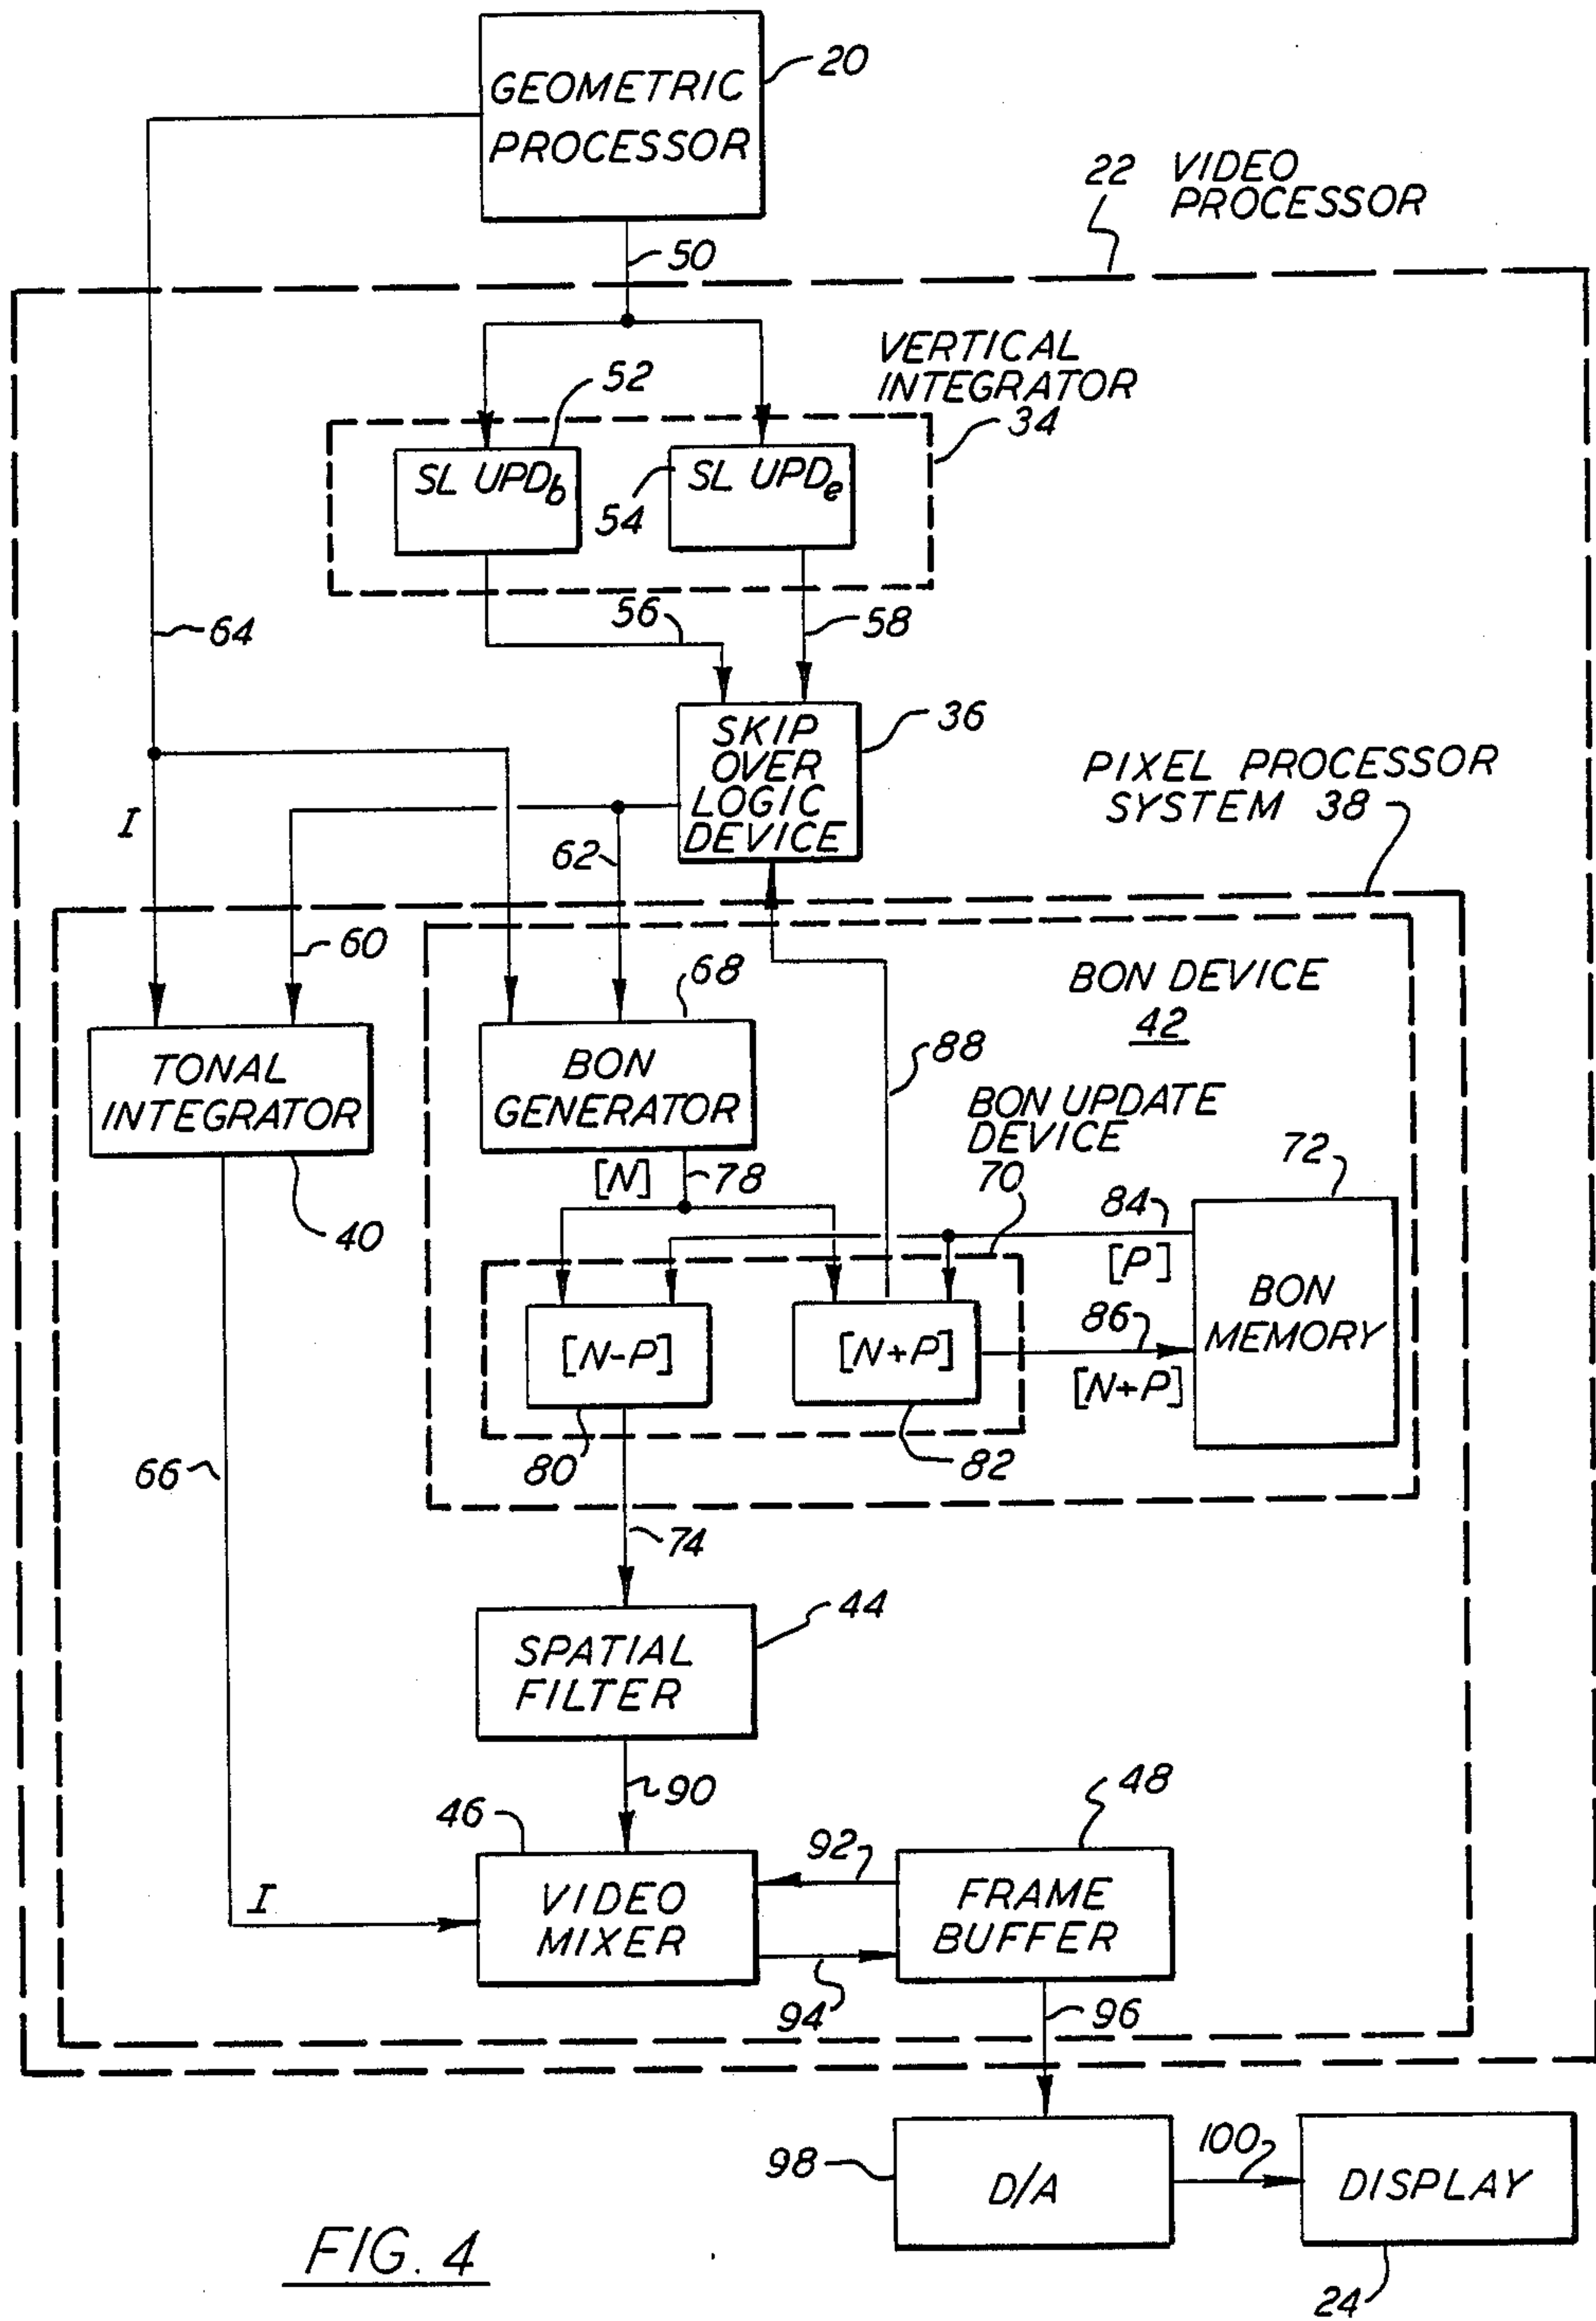 GEOMETRIC
PROCESSOR
20
22 VIDEO
PROCESSOR
50
VERTICAL
INTEGRATOR
34
52
SL UPDb
54
SL UPDe
56
58
64
SKIP
OVER
LOGIC
DEVICE
36
PIXEL PROCESSOR
SYSTEM 38
I
62
60
68
BON DEVICE
42
TONAL
INTEGRATOR
BON
GENERATOR
88
BON UPDATE
DEVICE
70
72
[N]
78
40
84
[P]
BON
MEMORY
[N-P]
[N+P]
86
[N+P]
80
82
66
74
44
SPATIAL
FILTER
90
46
48
92
I
VIDEO
MIXER
FRAME
BUFFER
94
96
98
D/A
100
DISPLAY
24
FIG. 4